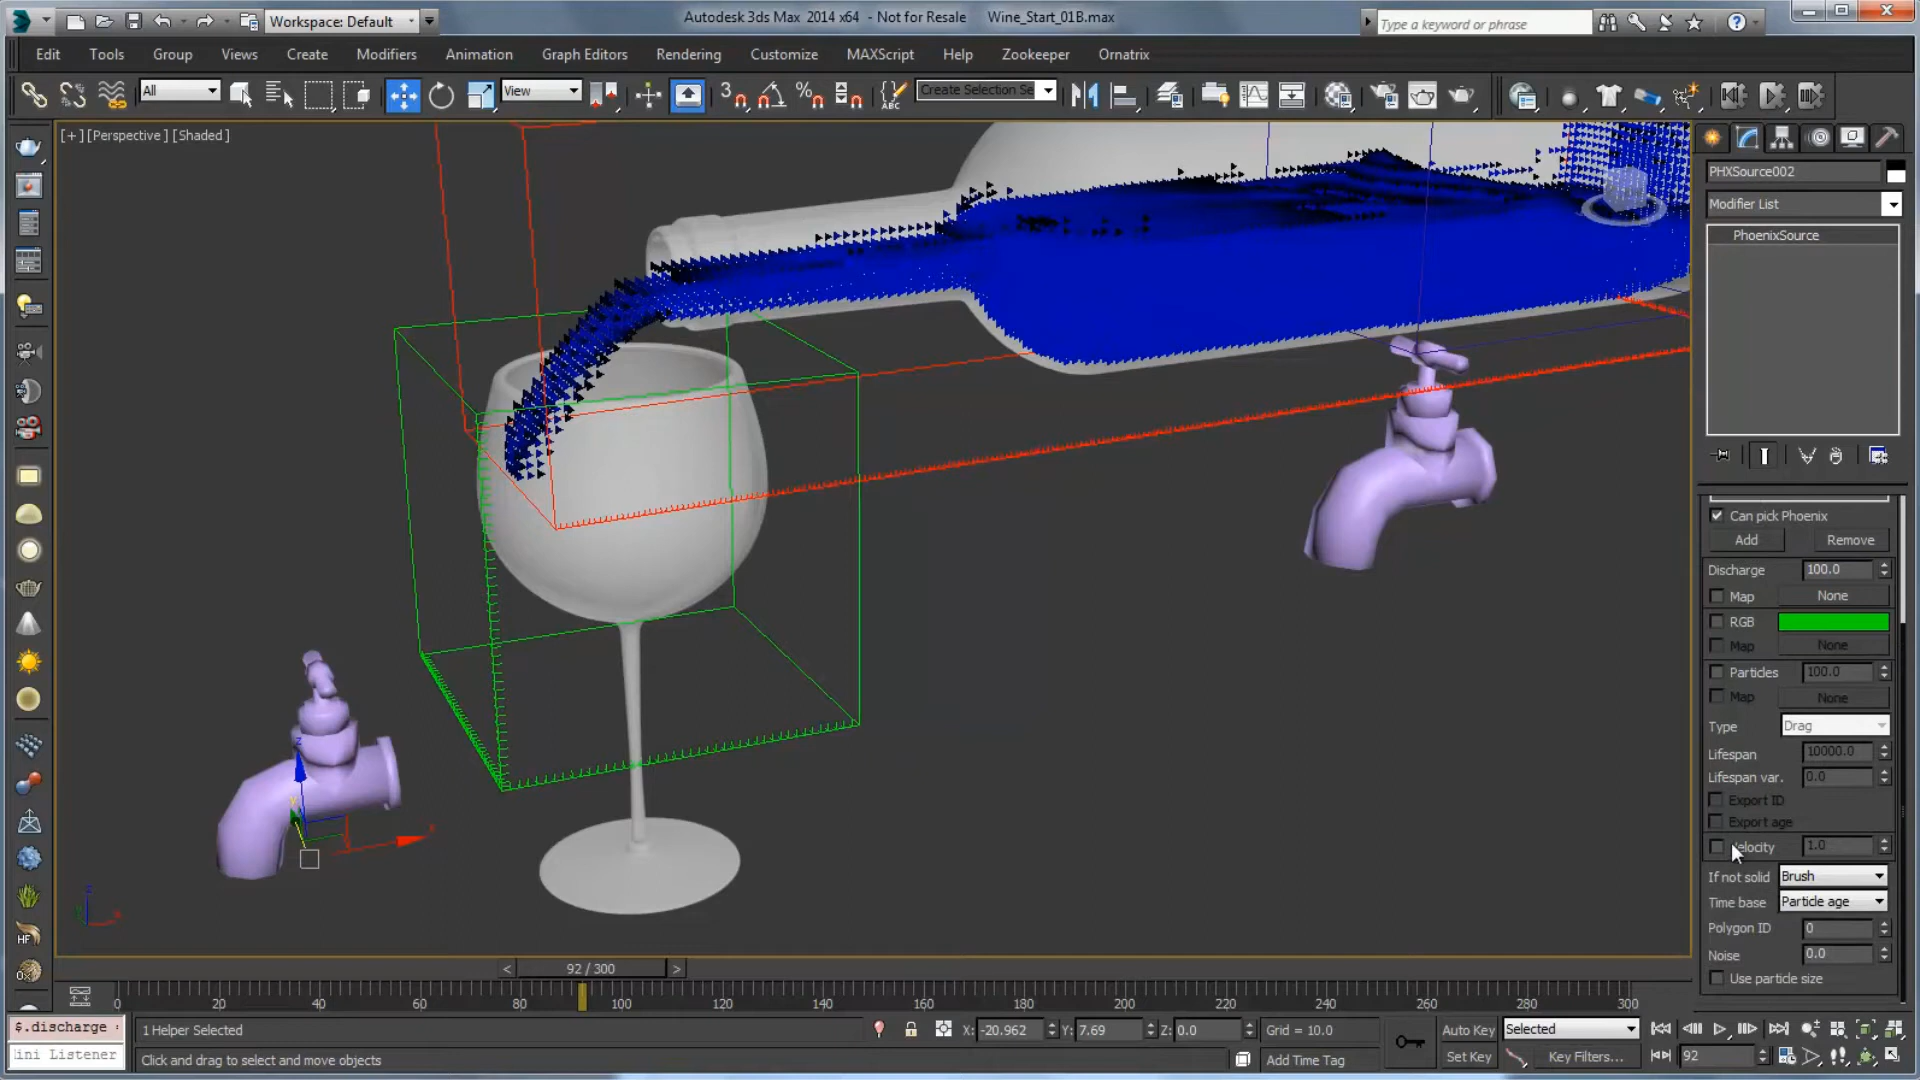 Workspace: Default
Autodesk 3ds Max 2014 x64 - Not for Resale Wine_Start_01B.max
Type a keyword or phrase
Edit Tools Group Views Create Modifiers Animation Graph Editors Rendering Customize MAXScript Help Zookeeper Ornatrix
All View 3 ABC Create Selection Se
[+] [Perspective] [Shaded]
PHXSource002
Modifier List
PhoenixSource
Can pick Phoenix
Add Remove
Discharge 100.0
Map None
RGB
Map None
Particles 100.0
Map None
Type Drag
Lifespan 10000.0
Lifespan var. 0.0
Export ID
Export age
elocity 1.0
If not solid Brush
Time base Particle age
Polygon ID 0
Noise 0.0
Use particle size
HF
z
x
< 92 / 300 >
0 20 40 60 80 100 120 140 160 180 200 220 240 260 280 300
$.discharge : 1 Helper Selected X: -20.962 Y: 7.69 Z: 0.0 Grid = 10.0 Auto Key Selected
ini Listener Click and drag to select and move objects Add Time Tag Set Key Key Filters... 92